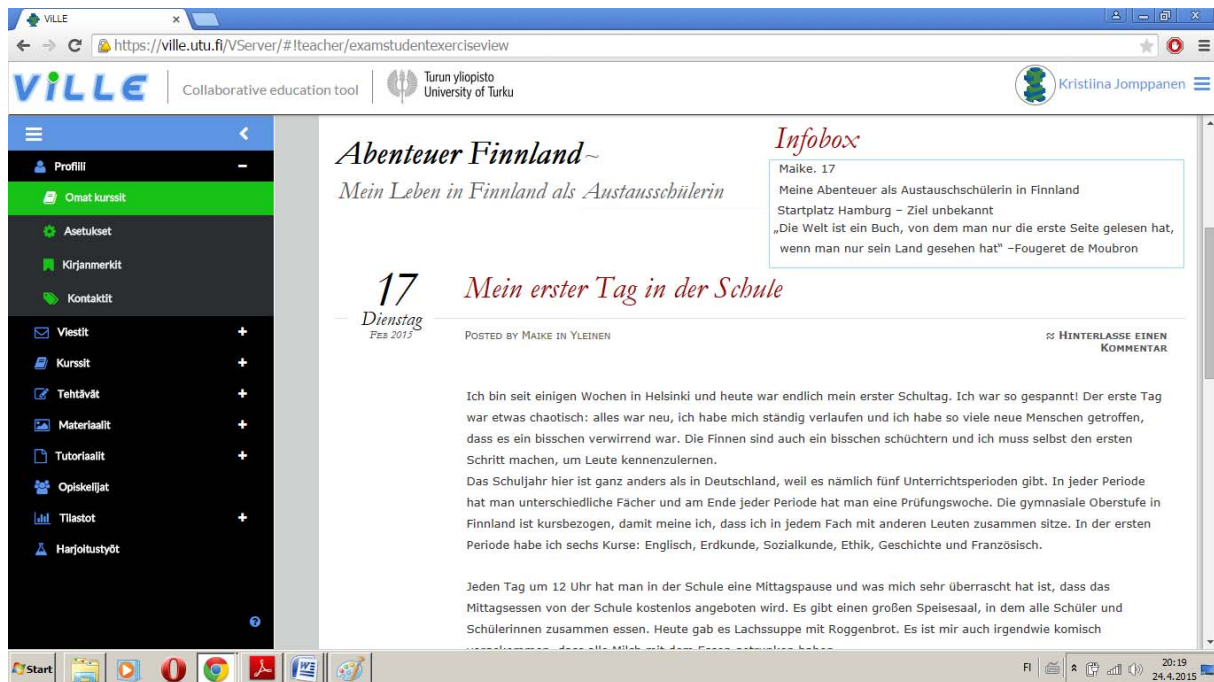 ViLLE
https://ville.utu.fi/VServer/#!teacher/examstudentexerciseview
ViLLE
Collaborative education tool
Turun yliopisto
University of Turku
Kristiina Jomppanen
Profiili
Omat kurssit
Asetukset
Kirjanmerkit
Kontaktit
Viestit
Kurssit
Tehtävät
Materiaalit
Tutoriaalit
Opiskelijat
Tilastot
Harjoitustyöt
Abenteuer Finnland~
Mein Leben in Finnland als Austausschülerin
Infobox
Maike. 17
Meine Abenteuer als Austauschschülerin in Finnland
Startplatz Hamburg – Ziel unbekannt
„Die Welt ist ein Buch, von dem man nur die erste Seite gelesen hat,
wenn man nur sein Land gesehen hat“ –Fougeret de Moubron
17
Dienstag
Feb 2015
Mein erster Tag in der Schule
Posted by Maike in Yleinen
≈ Hinterlasse einen
Kommentar
Ich bin seit einigen Wochen in Helsinki und heute war endlich mein erster Schultag. Ich war so gespannt! Der erste Tag
war etwas chaotisch: alles war neu, ich habe mich ständig verlaufen und ich habe so viele neue Menschen getroffen,
dass es ein bisschen verwirrend war. Die Finnen sind auch ein bisschen schüchtern und ich muss selbst den ersten
Schritt machen, um Leute kennenzulernen.
Das Schuljahr hier ist ganz anders als in Deutschland, weil es nämlich fünf Unterrichtsperioden gibt. In jeder Periode
hat man unterschiedliche Fächer und am Ende jeder Periode hat man eine Prüfungswoche. Die gymnasiale Oberstufe in
Finnland ist kursbezogen, damit meine ich, dass ich in jedem Fach mit anderen Leuten zusammen sitze. In der ersten
Periode habe ich sechs Kurse: Englisch, Erdkunde, Sozialkunde, Ethik, Geschichte und Französisch.
Jeden Tag um 12 Uhr hat man in der Schule eine Mittagspause und was mich sehr überrascht hat ist, dass das
Mittagsessen von der Schule kostenlos angeboten wird. Es gibt einen großen Speisesaal, in dem alle Schüler und
Schülerinnen zusammen essen. Heute gab es Lachssuppe mit Roggenbrot. Es ist mir auch irgendwie komisch
Start
FI
20:19
24.4.2015